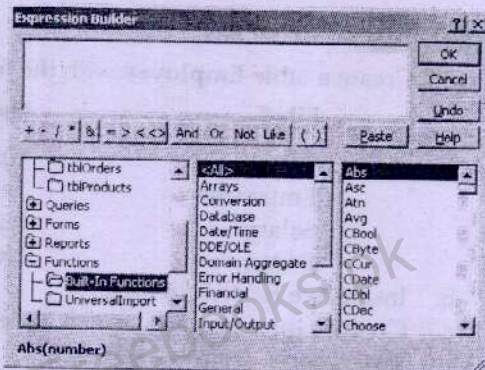 Expression Builder
? ×
OK
Cancel
Undo
+ - / * & = > < <> And Or Not Like ( ) Paste Help
tblOrders
tblProducts
Queries
Forms
Reports
Functions
Built-In Functions
UniversalImport
<All>
Arrays
Conversion
Database
Date/Time
DDE/OLE
Domain Aggregate
Error Handling
Financial
General
Input/Output
Abs
Asc
Atn
Avg
CBool
CByte
CCur
CDate
CDbl
CDec
Choose
Abs(number)